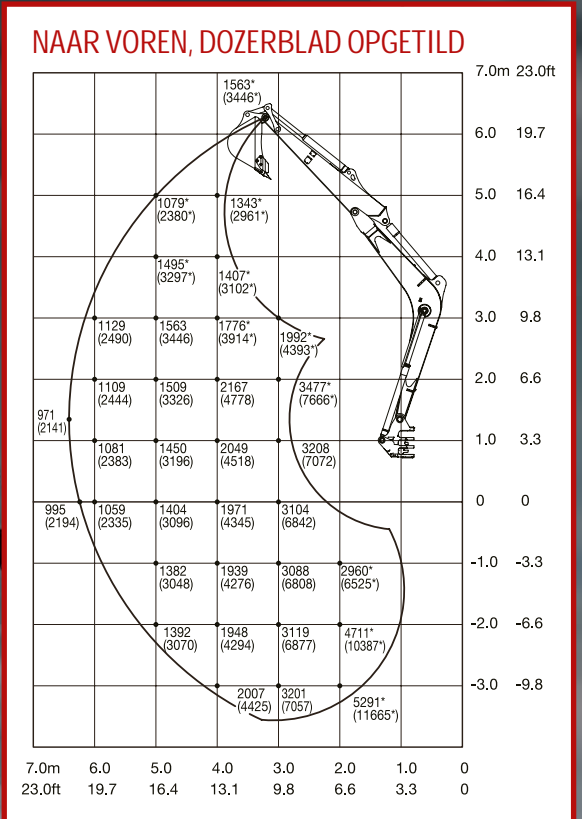 NAAR VOREN, DOZERBLAD OPGETILD
7.0m 23.0ft
1563*
(3446*)
6.0 19.7
5.0 16.4
1079* 1343*
(2380*) (2961*)
4.0 13.1
1495* 1407*
(3297*) (3102*)
3.0 9.8
1129 1563 1776* 1992*
(2490) (3446) (3914*) (4393*)
2.0 6.6
1109 1509 2167 3477*
(2444) (3326) (4778) (7666*)
971
(2141)
1.0 3.3
1081 1450 2049 3208
(2383) (3196) (4518) (7072)
0 0
995 1059 1404 1971 3104
(2194) (2335) (3096) (4345) (6842)
-1.0 -3.3
1382 1939 3088 2960*
(3048) (4276) (6808) (6525*)
-2.0 -6.6
1392 1948 3119 4711*
(3070) (4294) (6877) (10387*)
-3.0 -9.8
2007 3201 5291*
(4425) (7057) (11665*)
7.0m 6.0 5.0 4.0 3.0 2.0 1.0 0
23.0ft 19.7 16.4 13.1 9.8 6.6 3.3 0